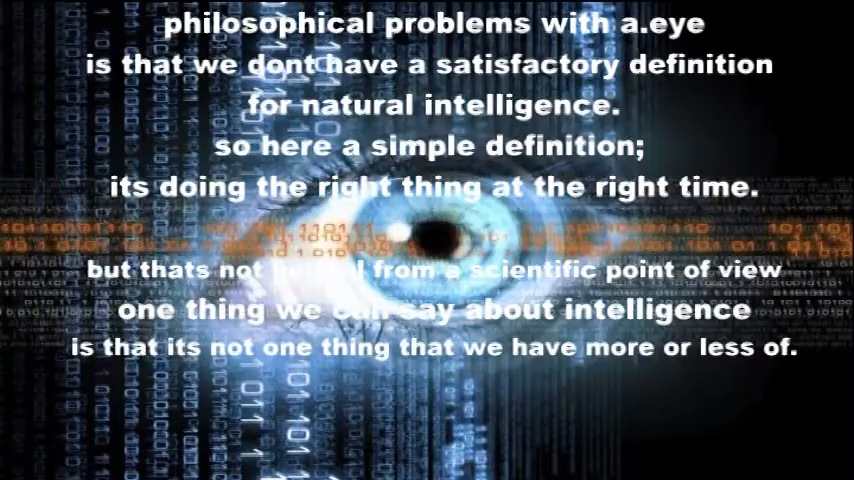 philosophical problems with a.eye
is that we dont have a satisfactory definition
for natural intelligence.
so here a simple definition;
its doing the right thing at the right time.
but thats not helpful from a scientific point of view
one thing we can say about intelligence
is that its not one thing that we have more or less of.